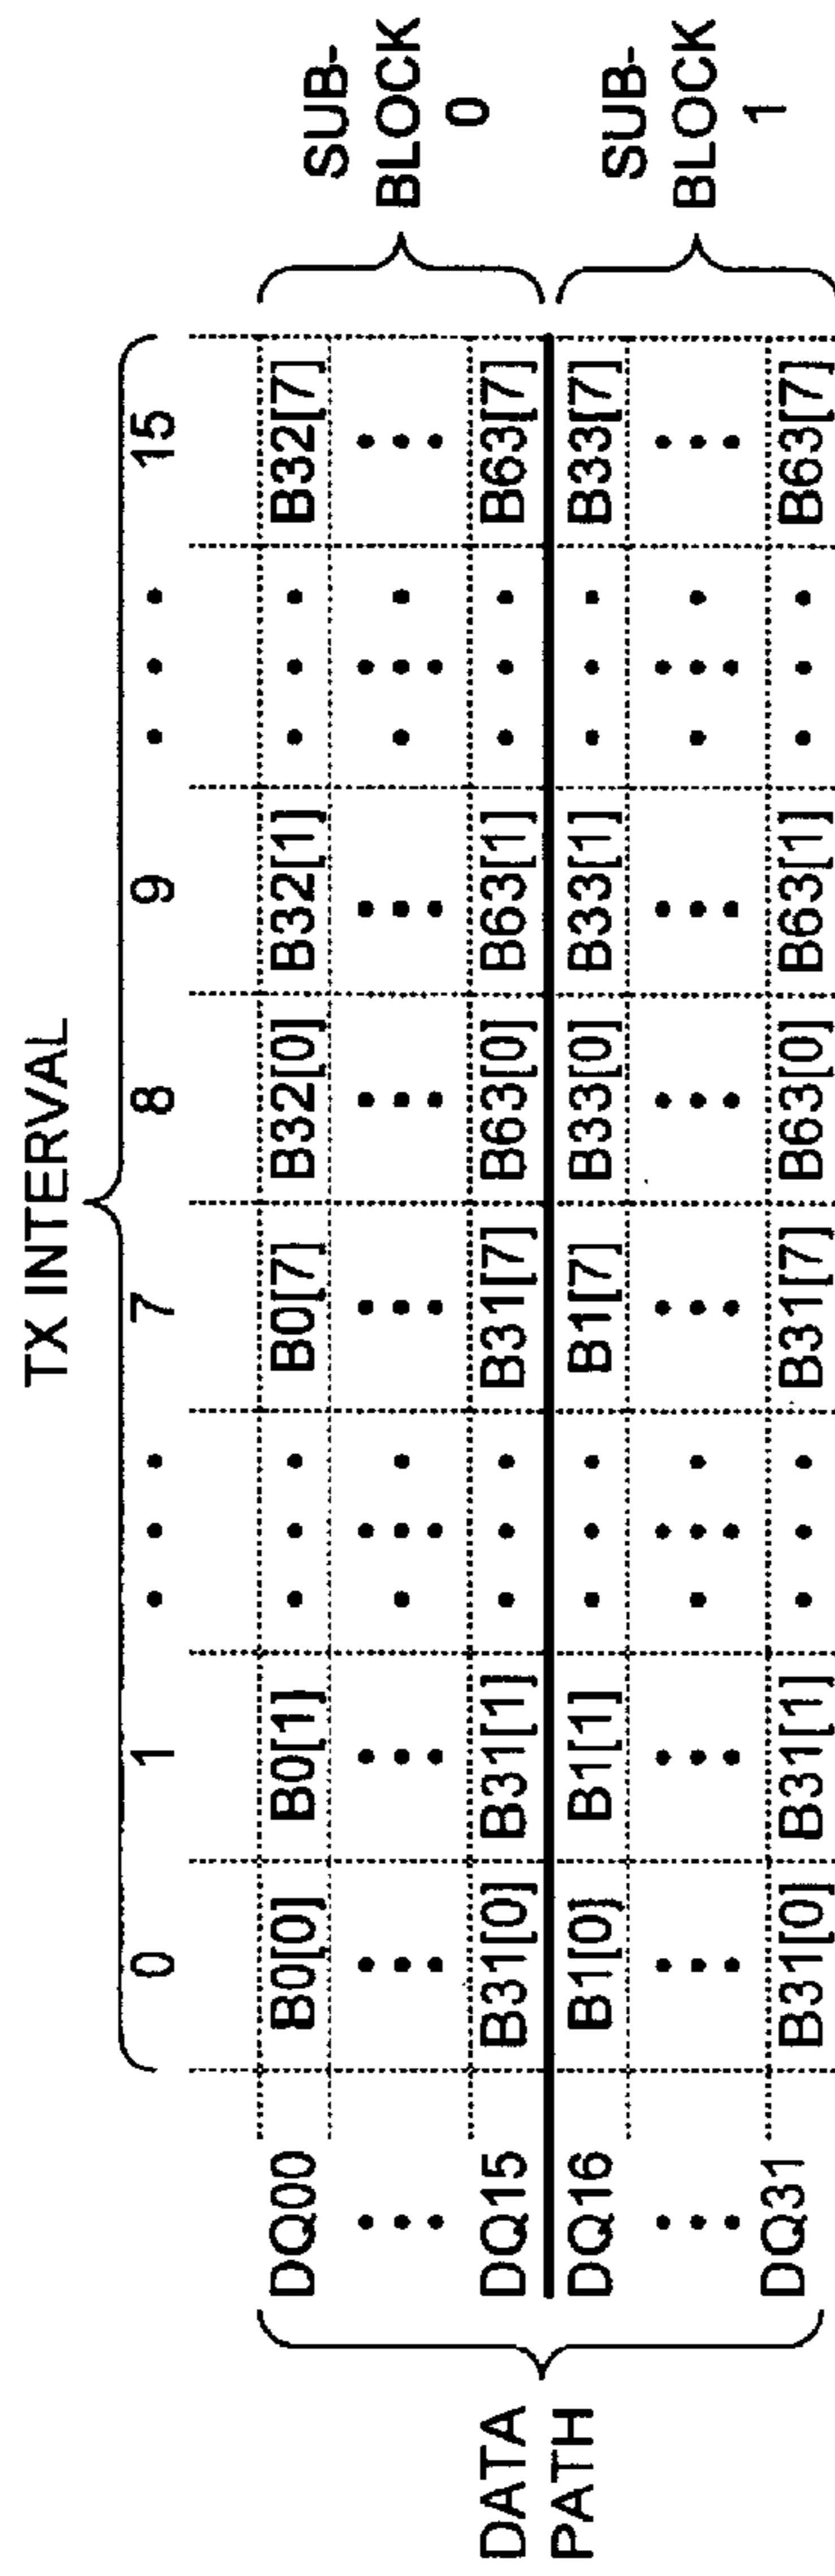 TX INTERVAL
0 1 ••• 7 8 9 ••• 15
DQ00 B0[0] B0[1] ••• B0[7] B32[0] B32[1] ••• B32[7]
DQ15 B31[0] B31[1] ••• B31[7] B63[0] B63[1] ••• B63[7]
DQ16 B1[0] B1[1] ••• B1[7] B33[0] B33[1] ••• B33[7]
DQ31 B31[0] B31[1] ••• B31[7] B63[0] B63[1] ••• B63[7]
DATA
PATH
SUB-
BLOCK
0
SUB-
BLOCK
1